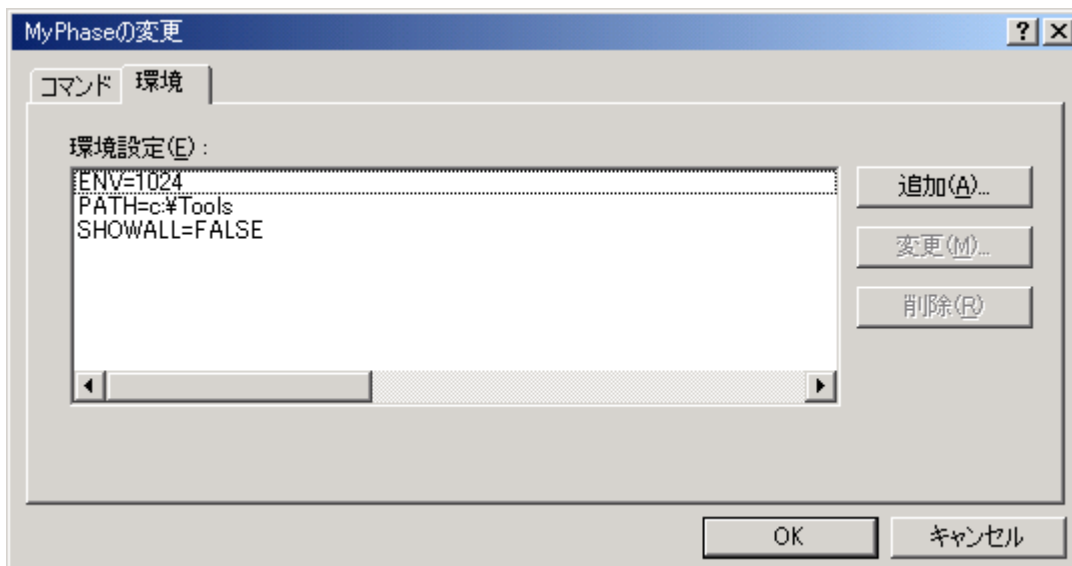 MyPhaseの変更
コマンド 環境
環境設定(E) :
ENV=1024
PATH=c:¥Tools
SHOWALL=FALSE
追加(A)...
変更(M)...
削除(R)
OK キャンセル